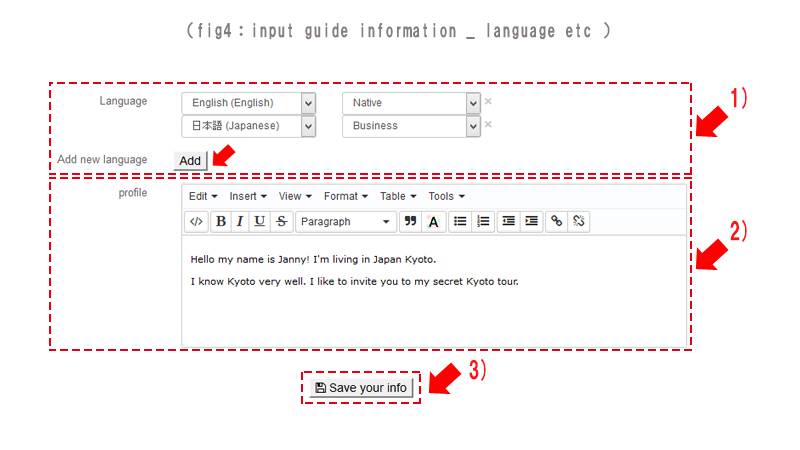 (fig4：input guide information _ language etc )
1)
Language English (English) Native ×
日本語 (Japanese) Business ×
Add new language Add
profile
Edit Insert View Format Table Tools
</> B I U S Paragraph ❞ A
2)
Hello my name is Janny! I'm living in Japan Kyoto.
I know Kyoto very well. I like to invite you to my secret Kyoto tour.
3)
Save your info